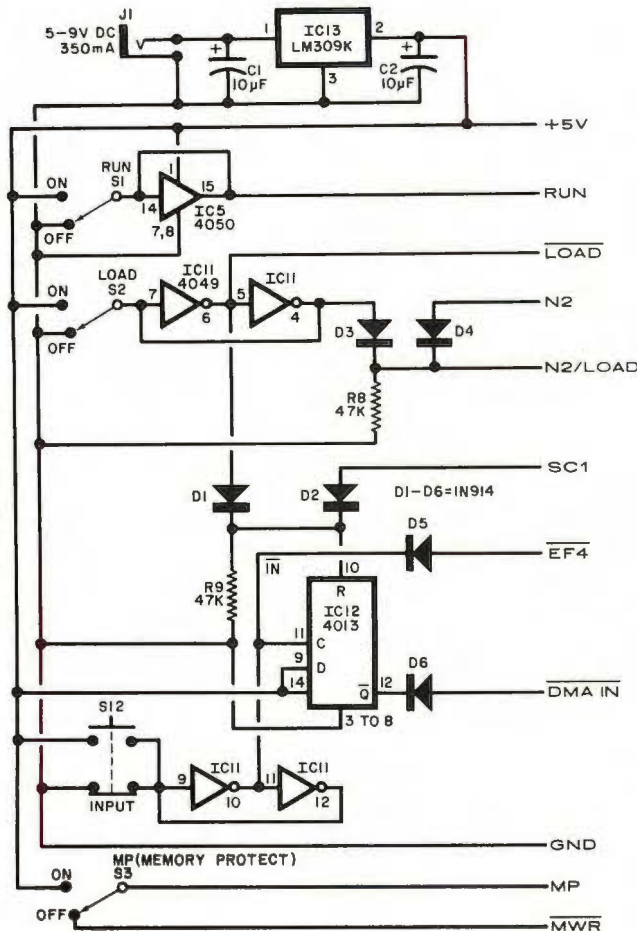 J1
5-9V DC
350mA
V
1
IC13
LM309K
2
3
+
C1
10µF
+
C2
10µF
+5V
ON
RUN
S1
OFF
14
1
15
IC5
4050
7,8
RUN
LOAD
ON
LOAD
S2
OFF
7
IC11
4049
6
5
IC11
4
D3
D4
N2
N2/LOAD
R8
47K
SC1
D1
D2
D1-D6=1N914
D5
EF4
IN
10
R
IC12
4013
R9
47K
11
C
9
D
14
Q
12
D6
DMA IN
3 TO 8
S12
INPUT
9
IC11
10
11
IC11
12
GND
MP (MEMORY PROTECT)
ON
S3
MP
OFF
MWR